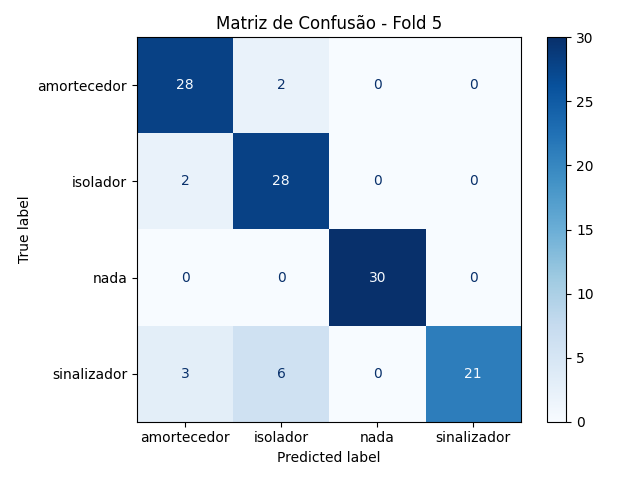 Matriz de Confusão - Fold 5
amortecedor 28 2 0 0
isolador 2 28 0 0
nada 0 0 30 0
sinalizador 3 6 0 21
amortecedor isolador nada sinalizador
Predicted label
True label
30
25
20
15
10
5
0